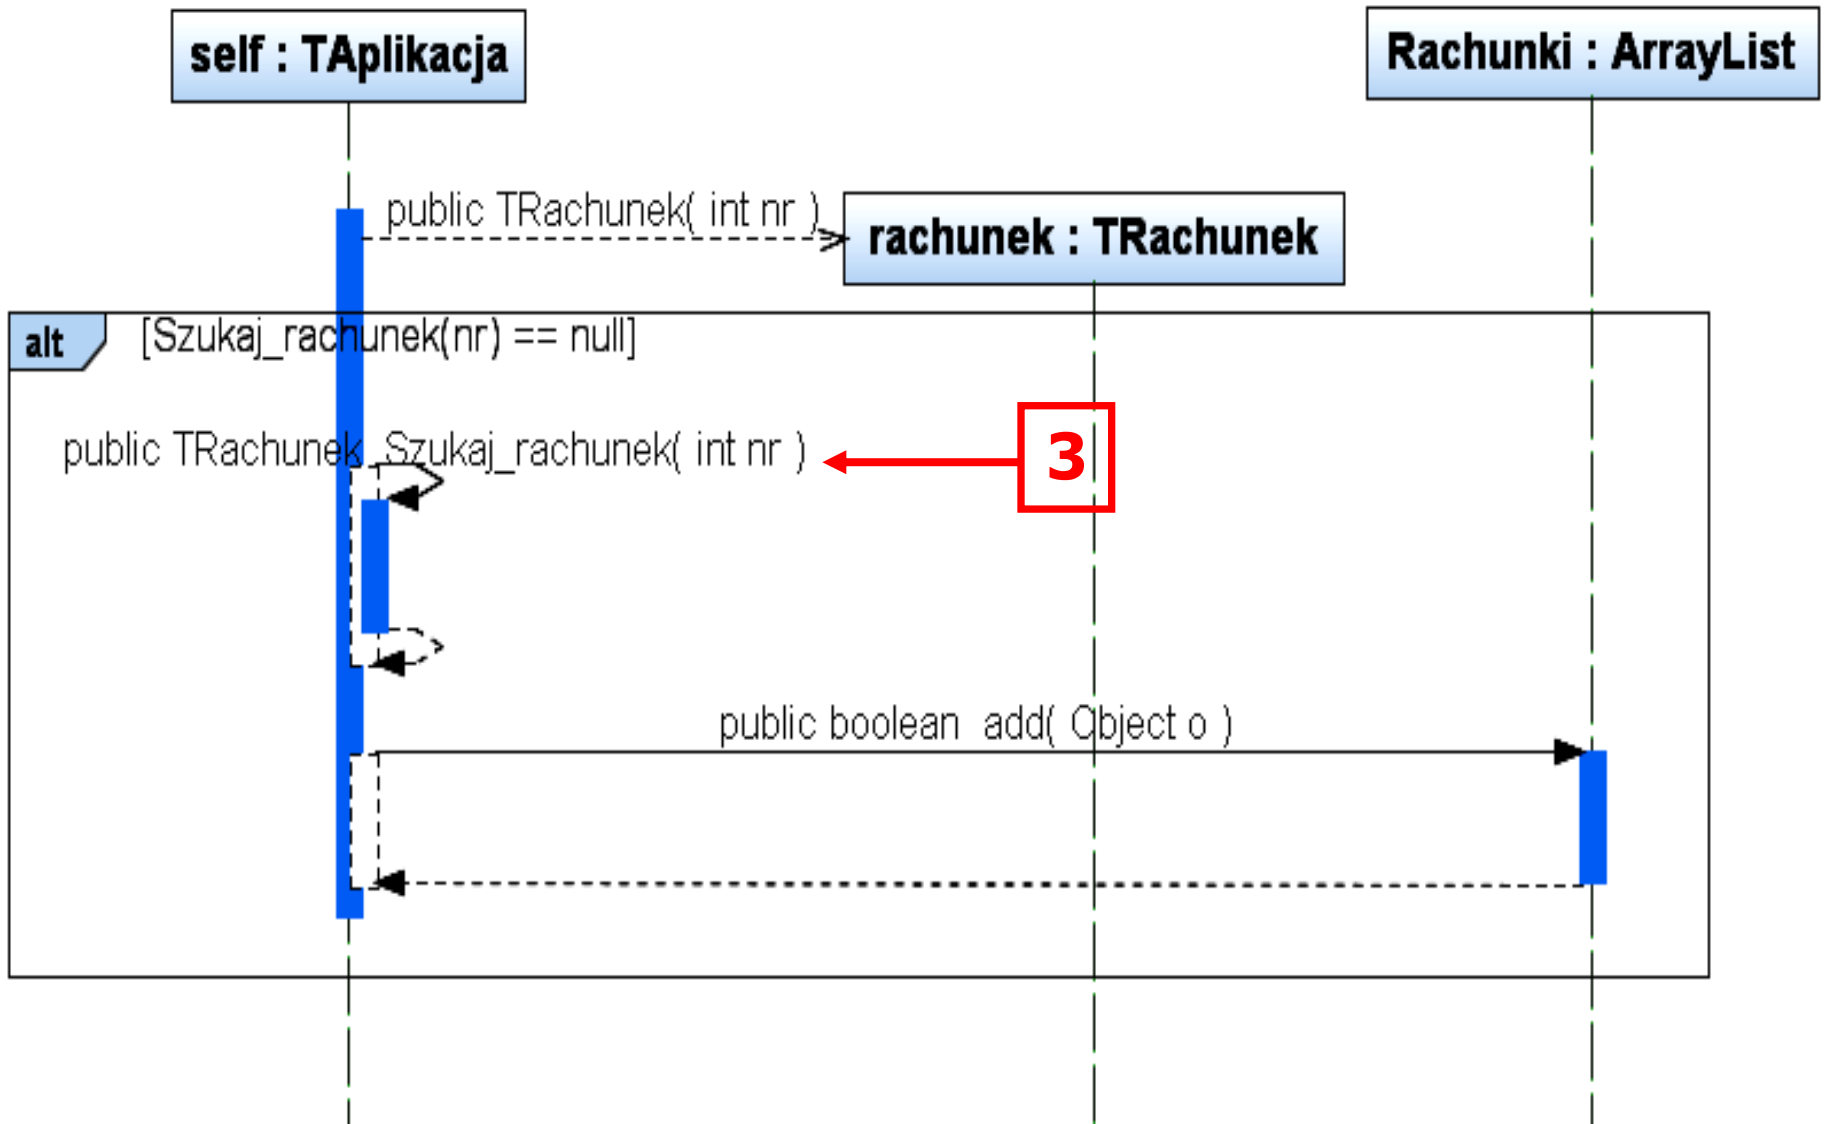 self : TAplikacja
Rachunki : ArrayList
public TRachunek( int nr )
rachunek : TRachunek
alt
[Szukaj_rachunek(nr) == null]
public TRachunek  Szukaj_rachunek( int nr )
3
public boolean  add( Object o )